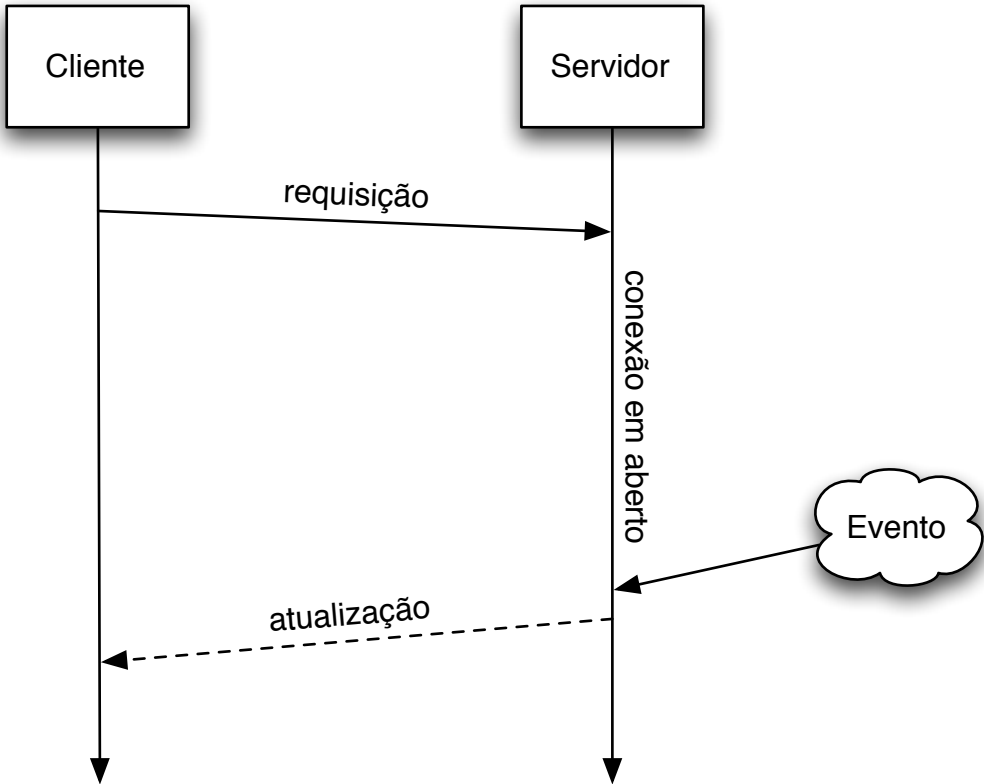 Cliente
Servidor
requisição
conexão em aberto
Evento
atualização